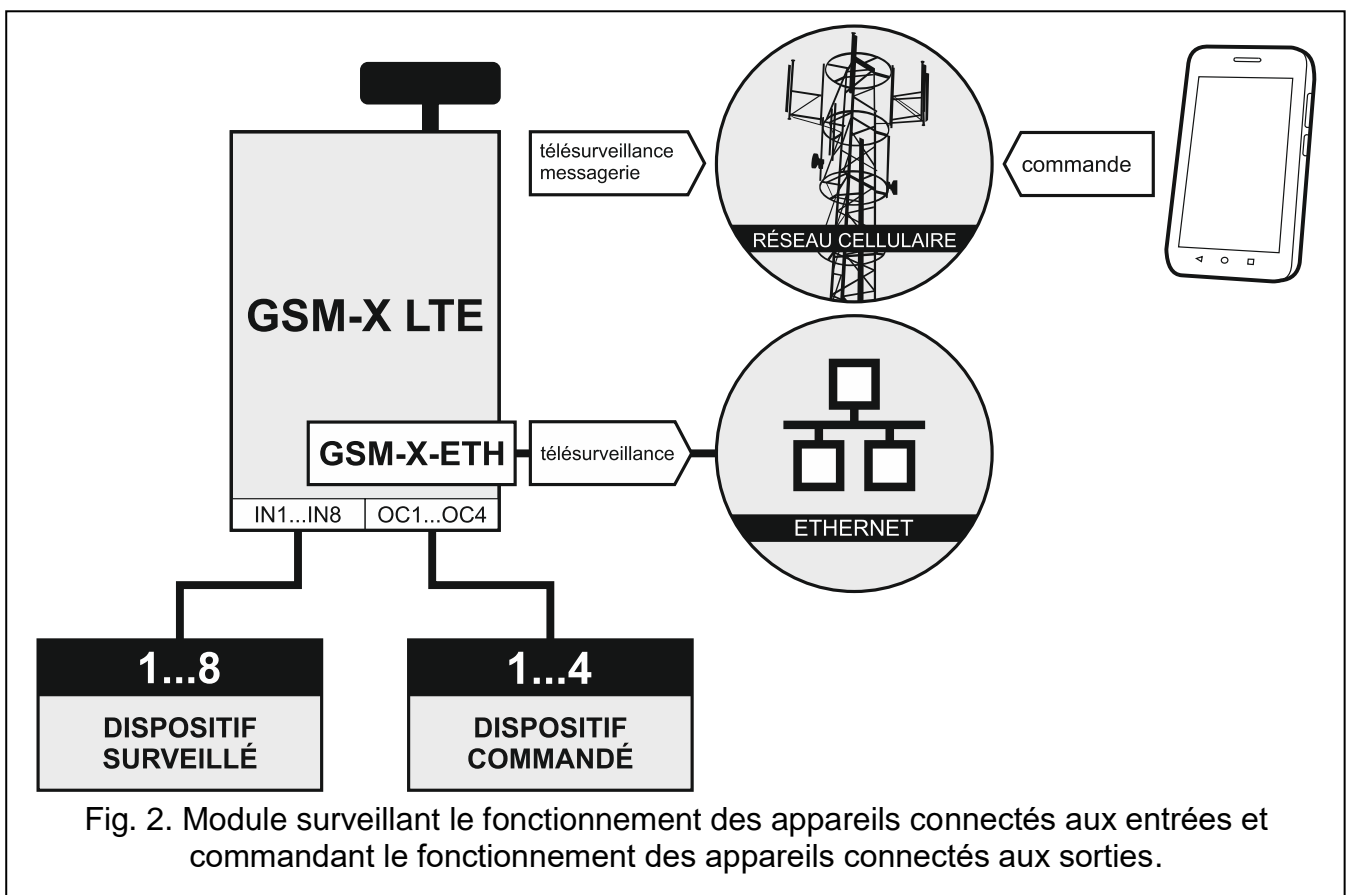 télésurveillance
messagerie
commande
RÉSEAU CELLULAIRE
GSM-X LTE
GSM-X-ETH
télésurveillance
IN1...IN8
OC1...OC4
ETHERNET
1...8
DISPOSITIF
SURVEILLÉ
1...4
DISPOSITIF
COMMANDÉ
Fig. 2. Module surveillant le fonctionnement des appareils connectés aux entrées et
commandant le fonctionnement des appareils connectés aux sorties.